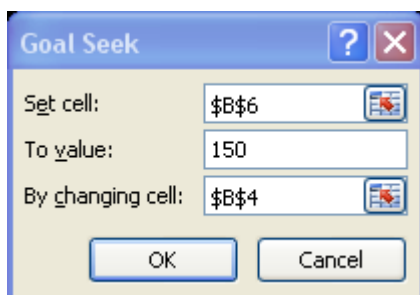 Goal Seek ?
Set cell: $B$6
To value: 150
By changing cell: $B$4
OK Cancel